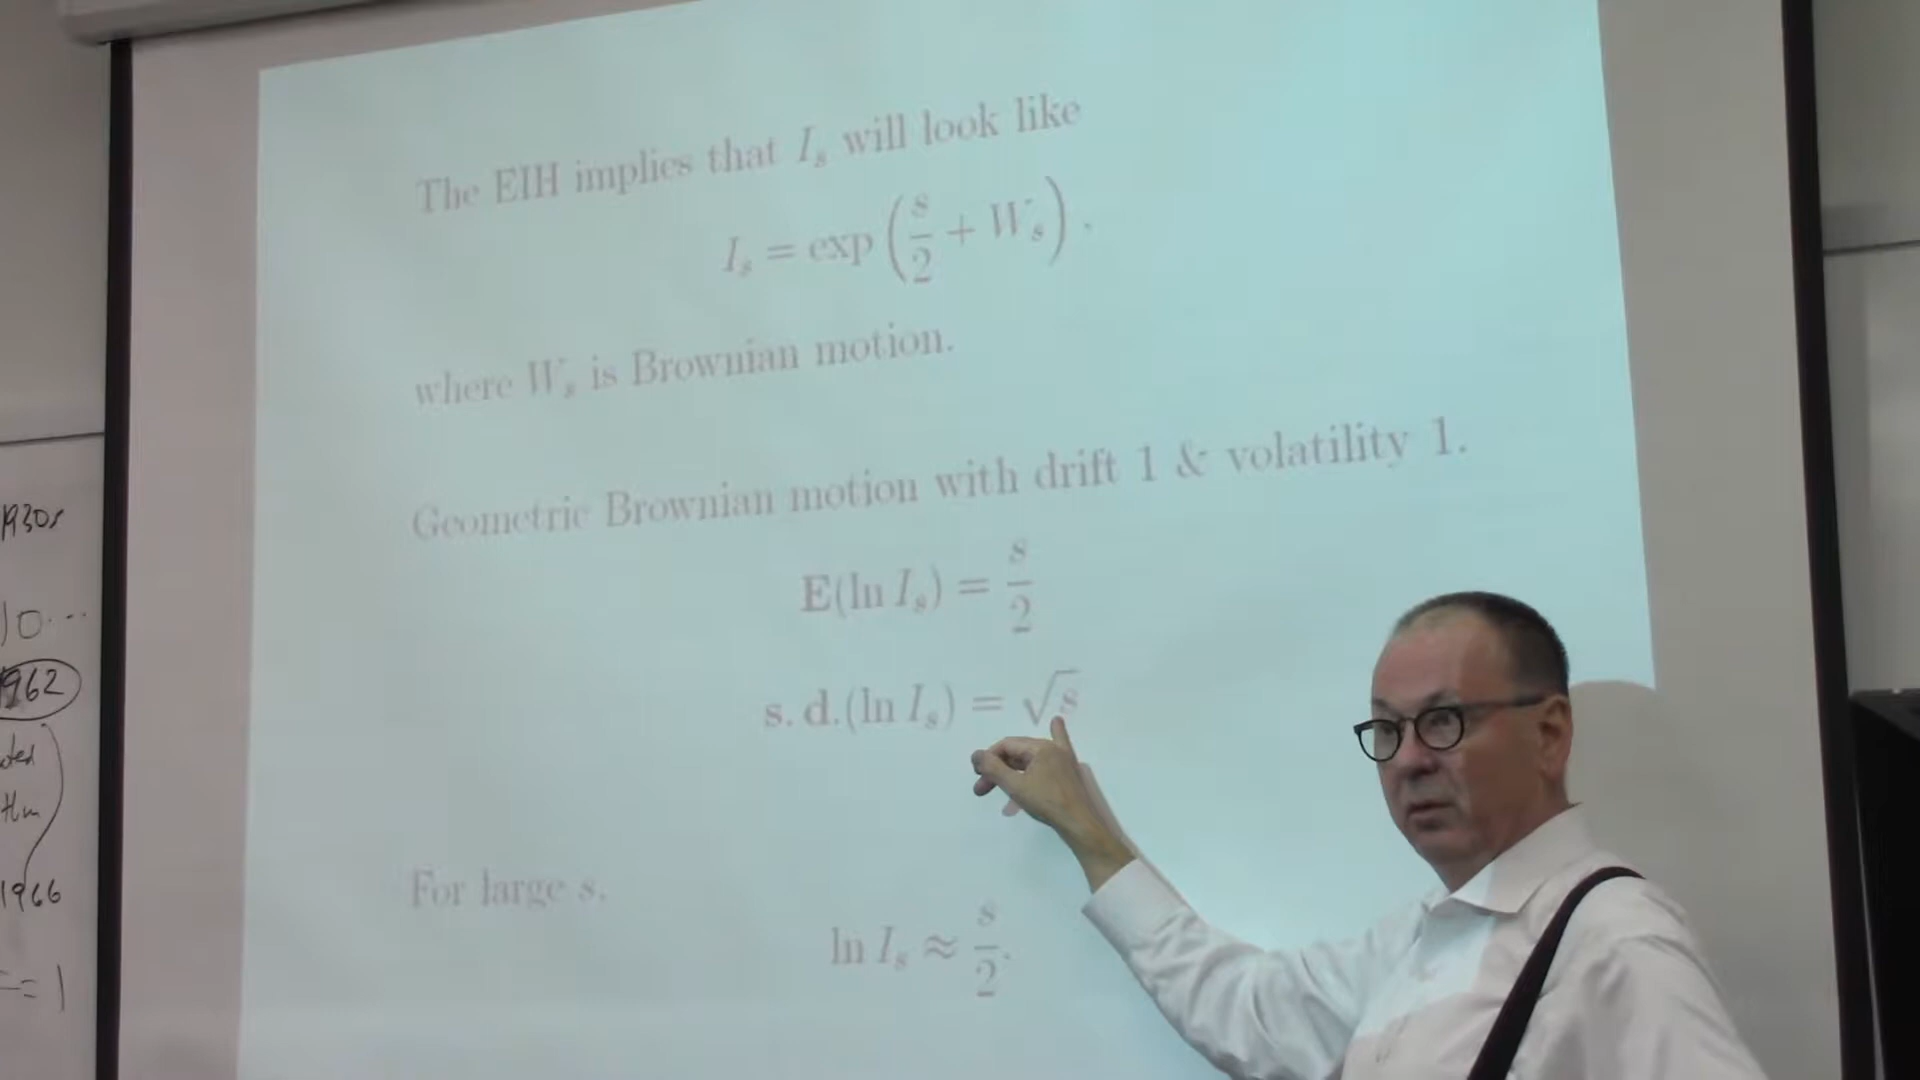 The EIH implies that I_s will look like
I_s = exp(s/2 + W_s).
where W_s is Brownian motion.
Geometric Brownian motion with drift 1 & volatility 1.
E(ln I_s) = s/2
s. d.(ln I_s) = √s
For large s,
ln I_s ≈ s/2.
1930s
10...
1962
1966
= 1